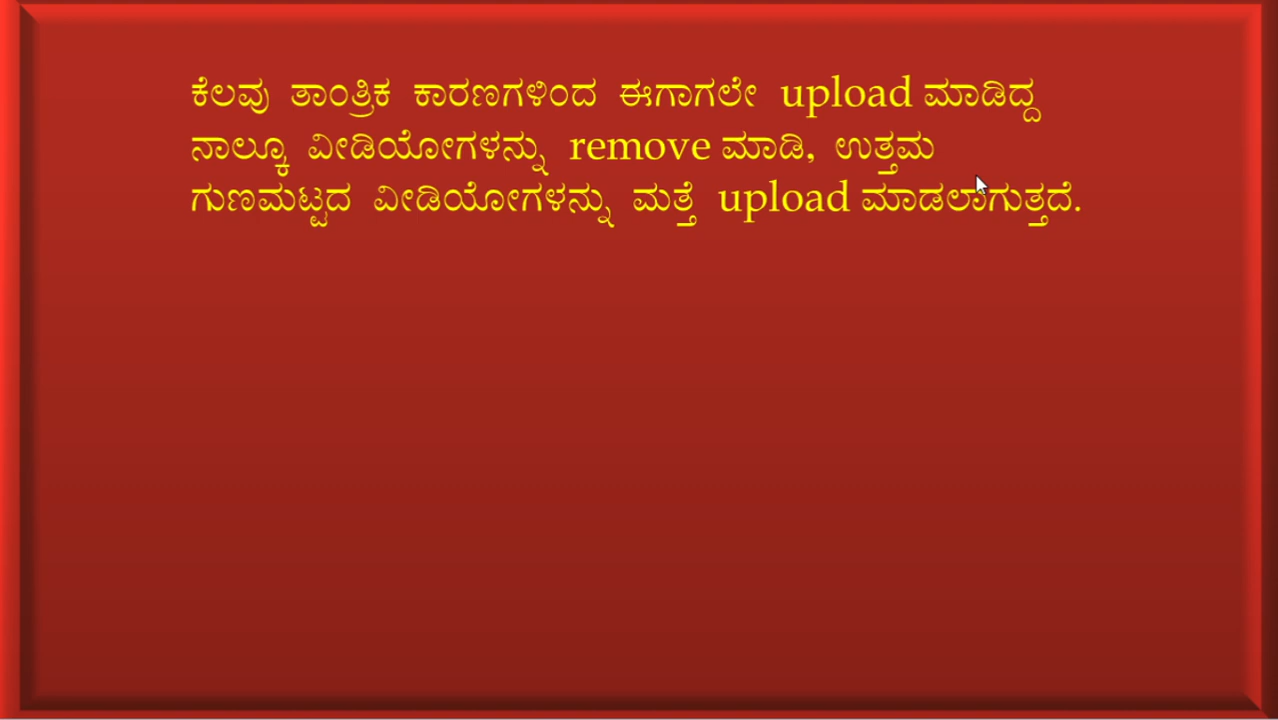 ಕೆಲವು ತಾಂತ್ರಿಕ ಕಾರಣಗಳಿಂದ ಈಗಾಗಲೇ upload ಮಾಡಿದ್ದ
ನಾಲ್ಕೂ ವೀಡಿಯೋಗಳನ್ನು remove ಮಾಡಿ, ಉತ್ತಮ
ಗುಣಮಟ್ಟದ ವೀಡಿಯೋಗಳನ್ನು ಮತ್ತೆ upload ಮಾಡಲಾಗುತ್ತದೆ.